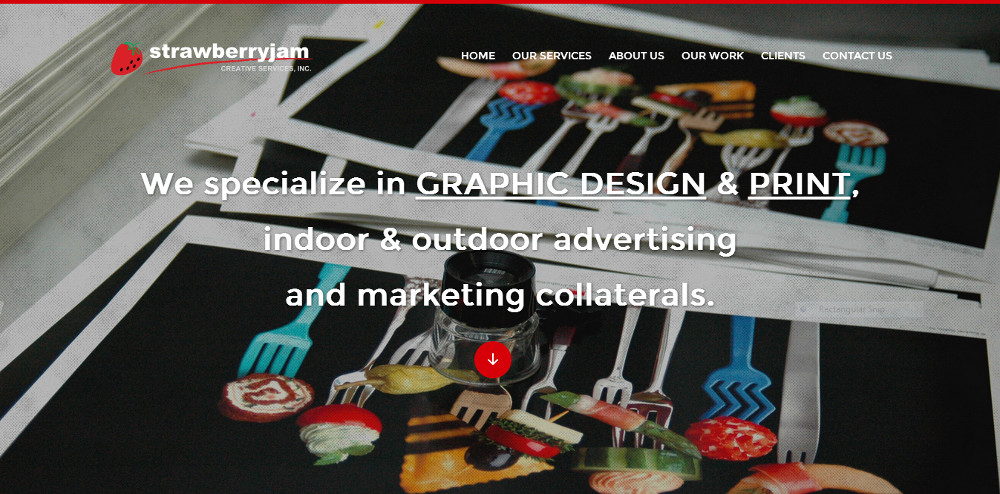 strawberryjam
CREATIVE SERVICES, INC.
HOME OUR SERVICES ABOUT US OUR WORK CLIENTS CONTACT US
We specialize in GRAPHIC DESIGN & PRINT,
indoor & outdoor advertising
and marketing collaterals.
Rectangular Snip